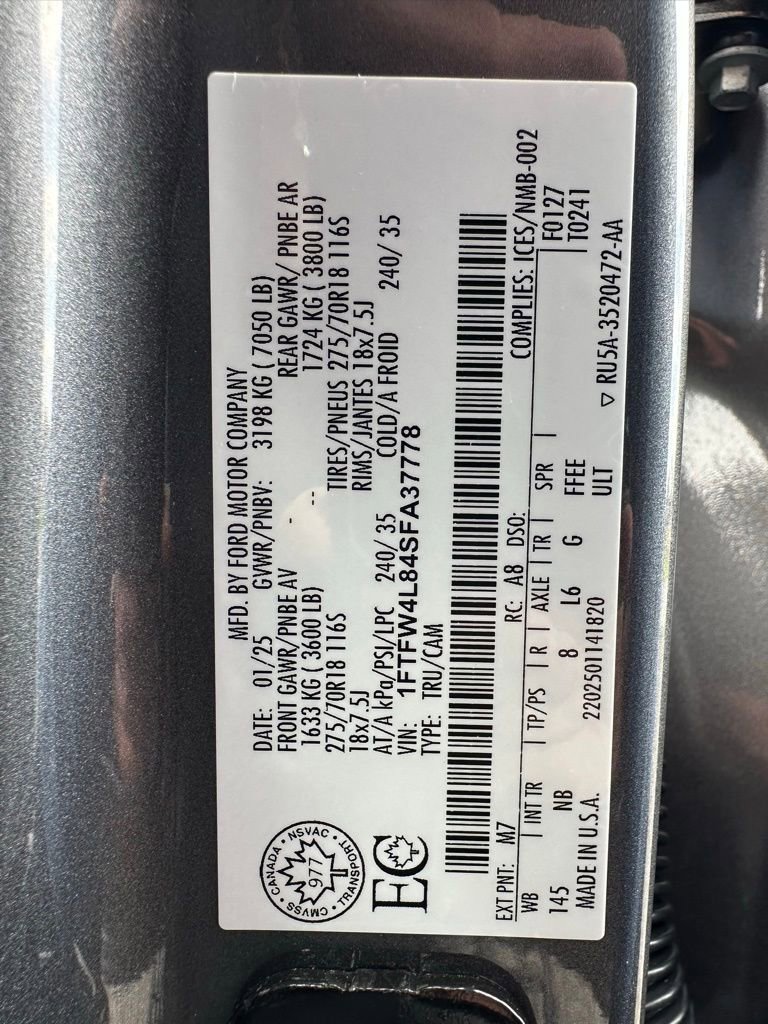 MFD. BY FORD MOTOR COMPANY
DATE: 01/25 GVWR/PNBV: 3198 KG ( 7050 LB)
FRONT GAWR/PNBE AV - REAR GAWR/ PNBE AR
1633 KG ( 3600 LB) -- 1724 KG ( 3800 LB)
275/70R18 116S TIRES/PNEUS 275/70R18 116S
18x7.5J RIMS/JANTES 18x7.5J
AT/A kPa/PSI/LPC 240/ 35 COLD/A FROID 240/ 35
VIN: 1FTFW4L84SFA37778
TYPE: TRU/CAM
CANADA • NSVAC • TRANSPORT • CMVSS •
977
EC
COMPLIES: ICES/NMB-002
EXT PNT: M7 RC: A8 DSO: F0127
WB | INT TR | TP/PS | R | AXLE | TR | SPR | T0241
145 NB 8 L6 G FFEE
MADE IN U.S.A. 2202501141820 ULT
▽ RU5A-3520472-AA